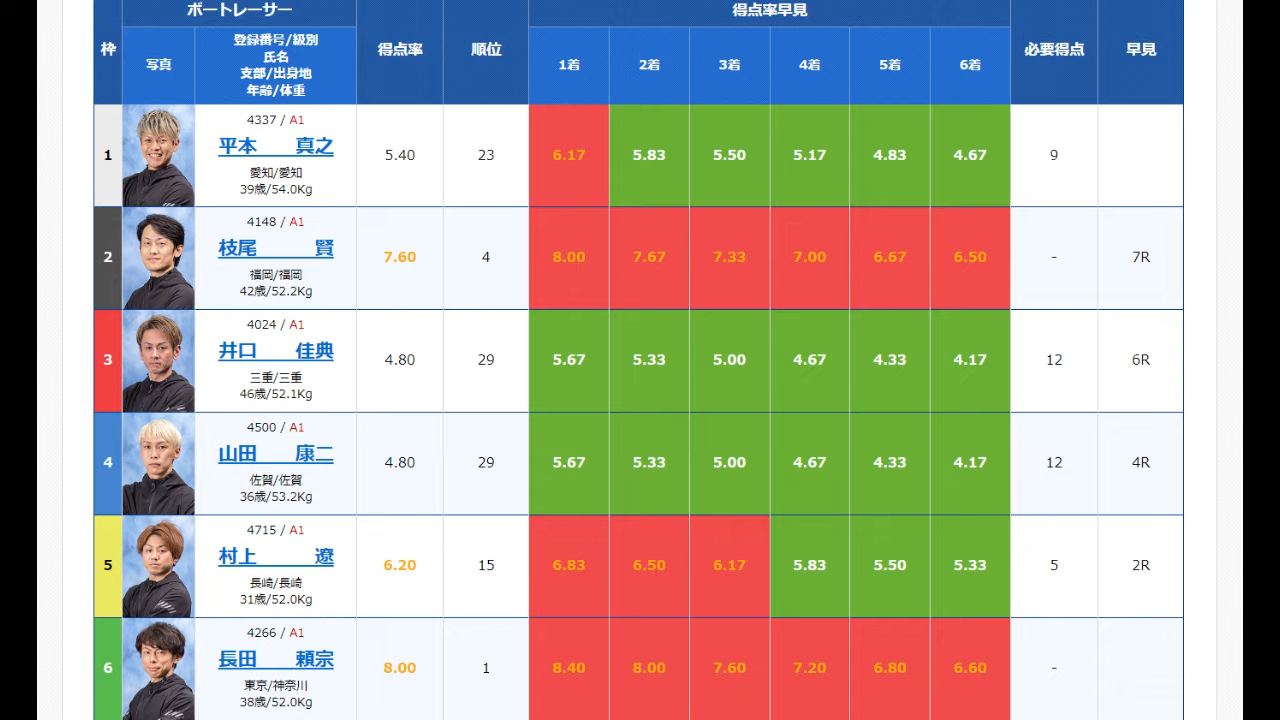 ボートレーサー 得点率早見
枠 写真 登録番号/級別 氏名 支部/出身地 年齢/体重 得点率 順位 1着 2着 3着 4着 5着 6着 必要得点 早見
4337 / A1
1 平本 真之 5.40 23 6.17 5.83 5.50 5.17 4.83 4.67 9
愛知/愛知
39歳/54.0Kg
4148 / A1
2 枝尾 賢 7.60 4 8.00 7.67 7.33 7.00 6.67 6.50 - 7R
福岡/福岡
42歳/52.2Kg
4024 / A1
3 井口 佳典 4.80 29 5.67 5.33 5.00 4.67 4.33 4.17 12 6R
三重/三重
46歳/52.1Kg
4500 / A1
4 山田 康二 4.80 29 5.67 5.33 5.00 4.67 4.33 4.17 12 4R
佐賀/佐賀
36歳/53.2Kg
4715 / A1
5 村上 遼 6.20 15 6.83 6.50 6.17 5.83 5.50 5.33 5 2R
長崎/長崎
31歳/52.0Kg
4266 / A1
6 長田 頼宗 8.00 1 8.40 8.00 7.60 7.20 6.80 6.60 -
東京/神奈川
38歳/52.0Kg